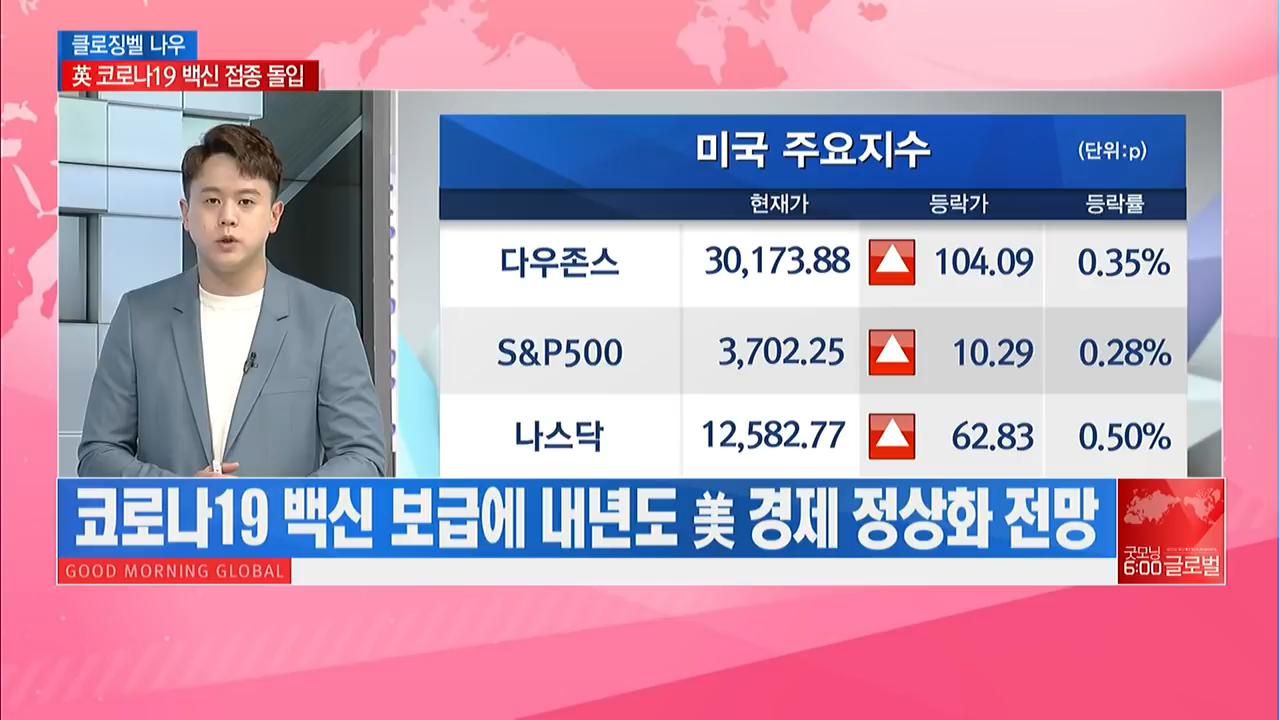 클로징벨 나우
英 코로나19 백신 접종 돌입
미국 주요지수
(단위:p)
현재가 등락가 등락률
다우존스 30,173.88 ▲ 104.09 0.35%
S&P500 3,702.25 ▲ 10.29 0.28%
나스닥 12,582.77 ▲ 62.83 0.50%
코로나19 백신 보급에 내년도 美 경제 정상화 전망
GOOD MORNING GLOBAL
굿모닝
6:00 글로벌